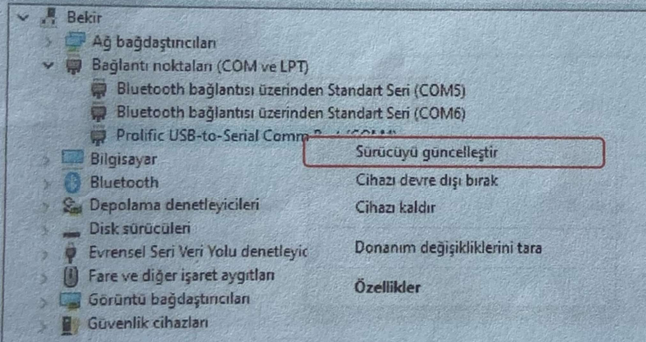 Bekir
Ağ bağdaştırıcıları
Bağlantı noktaları (COM ve LPT)
Bluetooth bağlantısı üzerinden Standart Seri (COM5)
Bluetooth bağlantısı üzerinden Standart Seri (COM6)
Prolific USB-to-Serial Comm
Sürücüyü güncelleştir
Bilgisayar
Bluetooth
Cihazı devre dışı bırak
Depolama denetleyicileri
Cihazı kaldır
Disk sürücüleri
Evrensel Seri Veri Yolu denetleyic
Donanım değişikliklerini tara
Fare ve diğer işaret aygıtları
Özellikler
Görüntü bağdaştırıcıları
Güvenlik cihazları